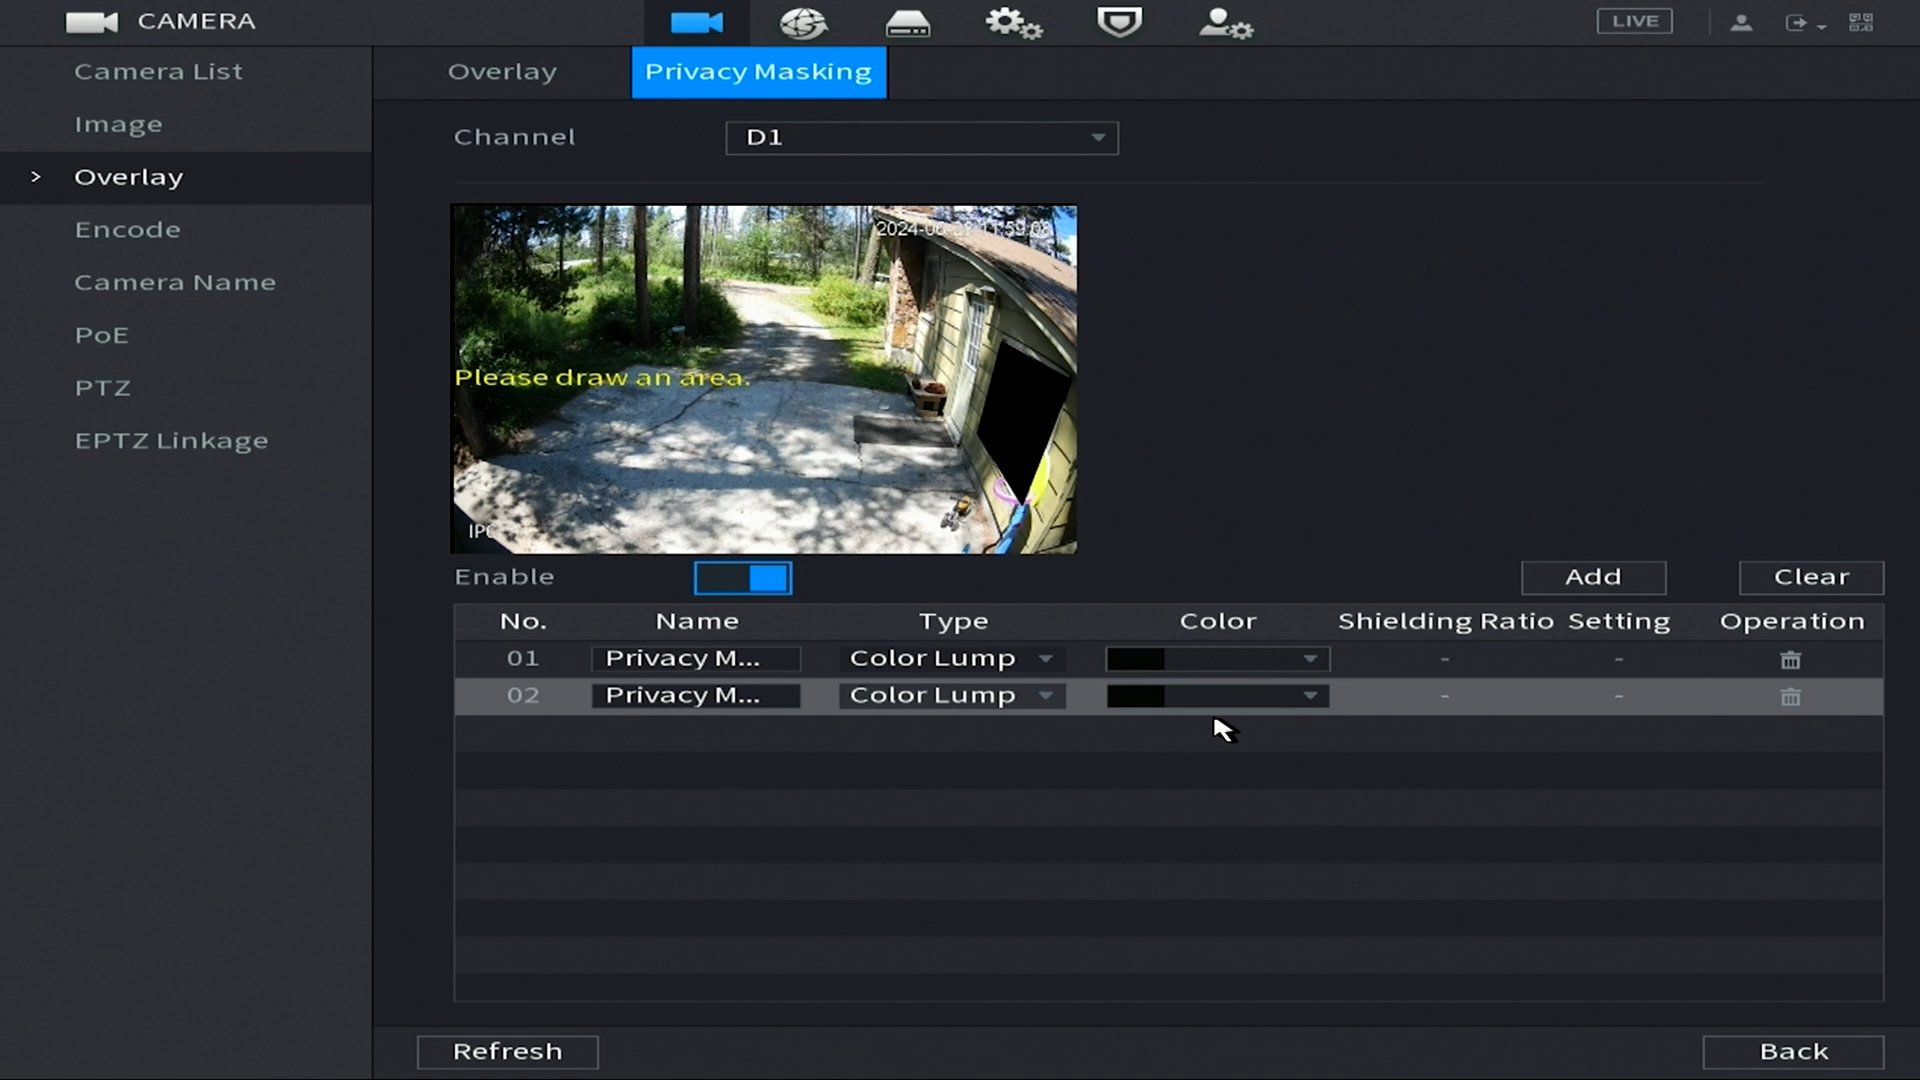 CAMERA
LIVE
Camera List
Image
> Overlay
Encode
Camera Name
PoE
PTZ
EPTZ Linkage
Overlay
Privacy Masking
Channel
D1
Please draw an area.
IPC
Enable
Add
Clear
No. Name Type Color Shielding Ratio Setting Operation
01 Privacy M... Color Lump - -
02 Privacy M... Color Lump - -
Refresh
Back